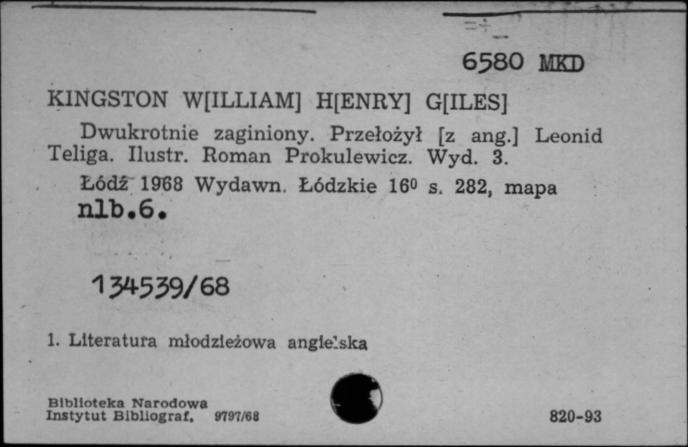 6580 MKD
KINGSTON W[ILLIAM] H[ENRY] G[ILES]
Dwukrotnie zaginiony. Przełożył [z ang.] Leonid
Teliga. Ilustr. Roman Prokulewicz. Wyd. 3.
Łódź 1968 Wydawn. Łódzkie 16⁰ s. 282, mapa
nlb.6.
134539/68
1. Literatura młodzieżowa angielska
Biblioteka Narodowa
Instytut Bibliograf. 9797/68
820-93